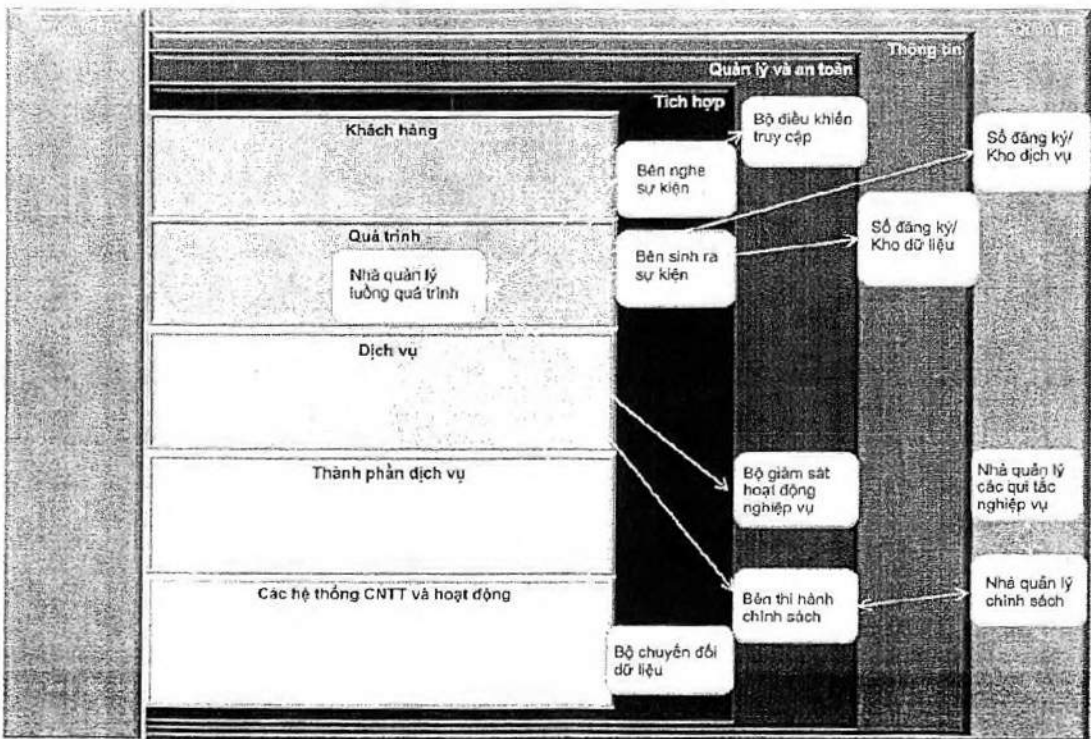 Quản trị
Thông tin
Quản lý và an toàn
Tích hợp
Khách hàng
Bộ điều khiển
truy cập
Sổ đăng ký/
Kho dịch vụ
Bên nghe
sự kiện
Quá trình
Nhà quản lý
luồng quá trình
Bên sinh ra
sự kiện
Sổ đăng ký/
Kho dữ liệu
Dịch vụ
Thành phần dịch vụ
Bộ giám sát
hoạt động
nghiệp vụ
Nhà quản lý
các qui tắc
nghiệp vụ
Các hệ thống CNTT và hoạt động
Bên thi hành
chính sách
Nhà quản lý
chính sách
Bộ chuyển đổi
dữ liệu